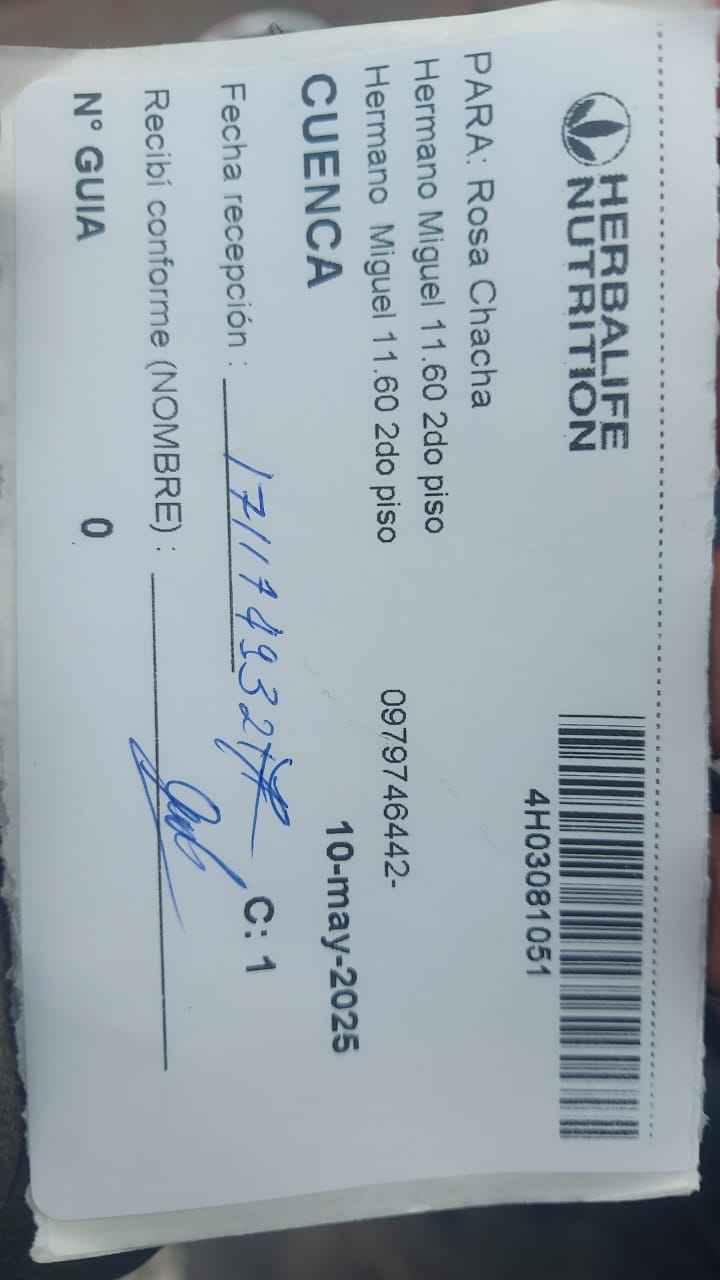 HERBALIFE
NUTRITION
4H03081051
PARA: Rosa Chacha
Hermano Miguel 11.60 2do piso
Hermano Miguel 11.60 2do piso 0979746442-
CUENCA 10-may-2025
Fecha recepción :
C: 1
Recibí conforme (NOMBRE) :
N° GUIA 0